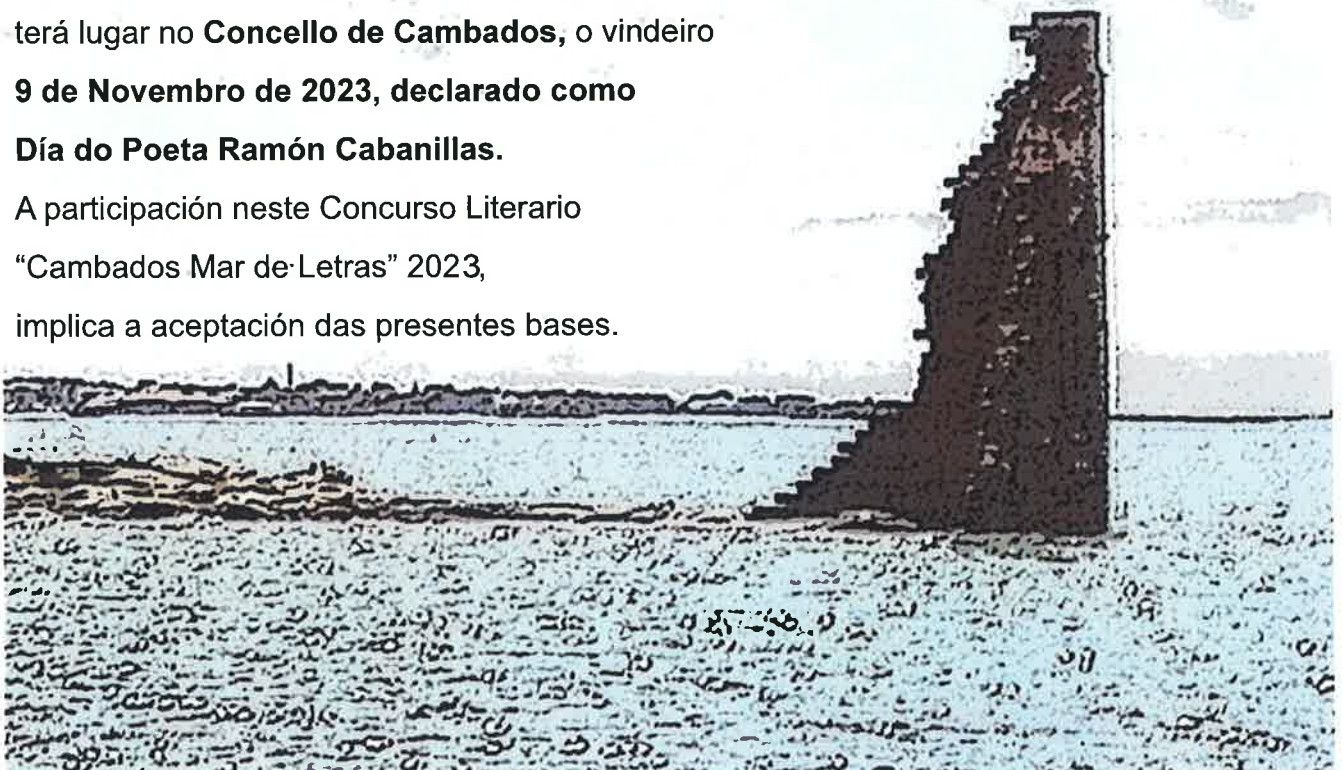 terá lugar no Concello de Cambados, o vindeiro
9 de Novembro de 2023, declarado como
Día do Poeta Ramón Cabanillas.
A participación neste Concurso Literario
“Cambados Mar de Letras” 2023,
implica a aceptación das presentes bases.